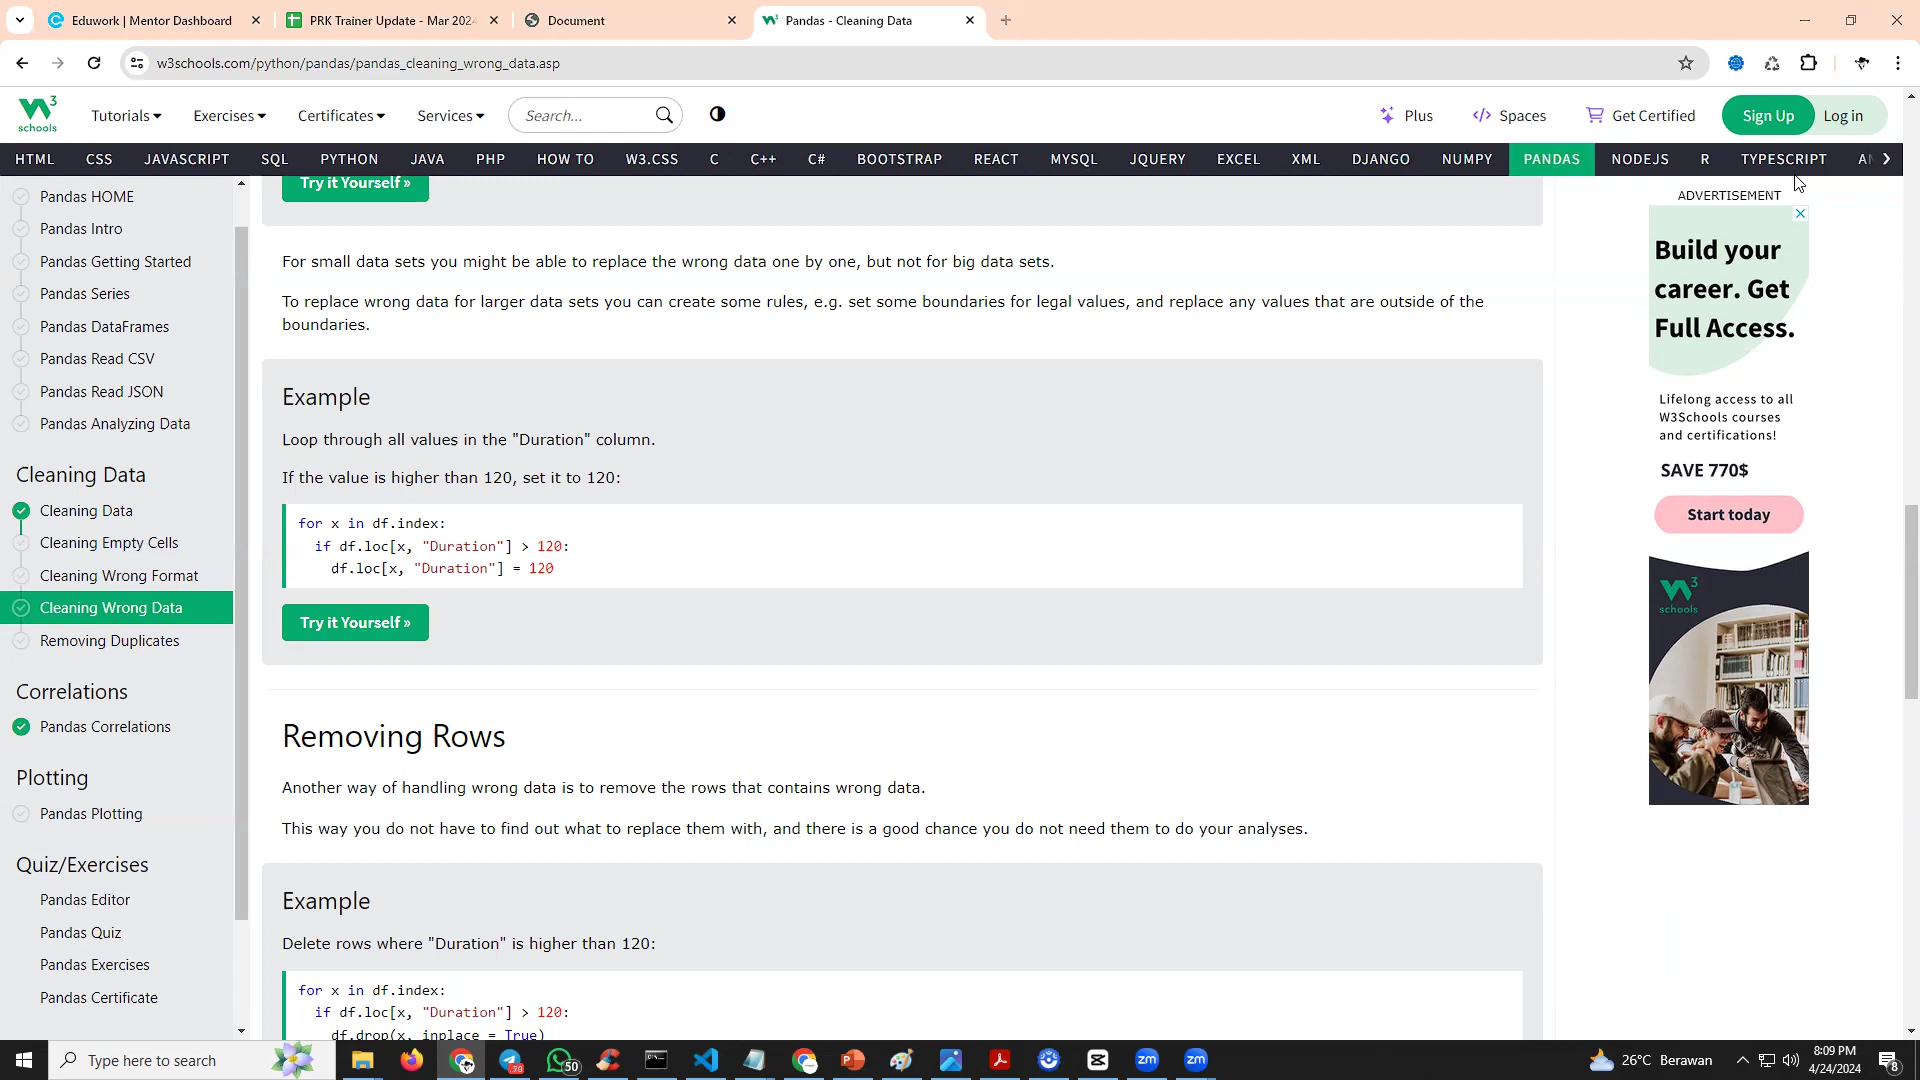 Eduwork | Mentor Dashboard
PRK Trainer Update - Mar 2024
Document
Pandas - Cleaning Data
w3schools.com/python/pandas/pandas_cleaning_wrong_data.asp
W3 schools
Tutorials
Exercises
Certificates
Services
Search...
Plus
Spaces
Get Certified
Sign Up
Log in
HTML CSS JAVASCRIPT SQL PYTHON JAVA PHP HOW TO W3.CSS C C++ C# BOOTSTRAP REACT MYSQL JQUERY EXCEL XML DJANGO NUMPY PANDAS NODEJS R TYPESCRIPT
Pandas HOME
Pandas Intro
Pandas Getting Started
Pandas Series
Pandas DataFrames
Pandas Read CSV
Pandas Read JSON
Pandas Analyzing Data
Cleaning Data
Cleaning Data
Cleaning Empty Cells
Cleaning Wrong Format
Cleaning Wrong Data
Removing Duplicates
Correlations
Pandas Correlations
Plotting
Pandas Plotting
Quiz/Exercises
Pandas Editor
Pandas Quiz
Pandas Exercises
Pandas Certificate
Try it Yourself »
For small data sets you might be able to replace the wrong data one by one, but not for big data sets.
To replace wrong data for larger data sets you can create some rules, e.g. set some boundaries for legal values, and replace any values that are outside of the
boundaries.
Example
Loop through all values in the "Duration" column.
If the value is higher than 120, set it to 120:
for x in df.index:
if df.loc[x, "Duration"] > 120:
df.loc[x, "Duration"] = 120
Try it Yourself »
Removing Rows
Another way of handling wrong data is to remove the rows that contains wrong data.
This way you do not have to find out what to replace them with, and there is a good chance you do not need them to do your analyses.
Example
Delete rows where "Duration" is higher than 120:
for x in df.index:
if df.loc[x, "Duration"] > 120:
df.drop(x, inplace = True)
ADVERTISEMENT
Build your
career. Get
Full Access.
Lifelong access to all
W3Schools courses
and certifications!
SAVE 770$
Start today
W3 schools
Type here to search
70
50
zm
zm
26°C Berawan
8:09 PM
4/24/2024
8